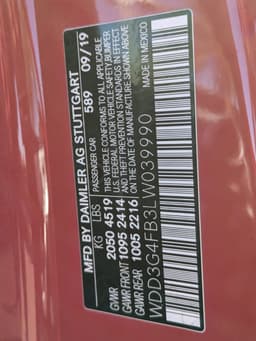 MFD BY DAIMLER AG STUTTGART
589 09/19
KG LBS PASSENGER CAR
GVWR 2050 4519 THIS VEHICLE CONFORMS TO ALL APPLICABLE
U.S. FEDERAL MOTOR VEHICLE SAFETY, BUMPER
GAWR FRONT 1095 2414 AND THEFT PREVENTION STANDARDS IN EFFECT
GAWR REAR 1005 2216 ON THE DATE OF MANUFACTURE SHOWN ABOVE
WDD3G4FB3LW039990 MADE IN MEXICO